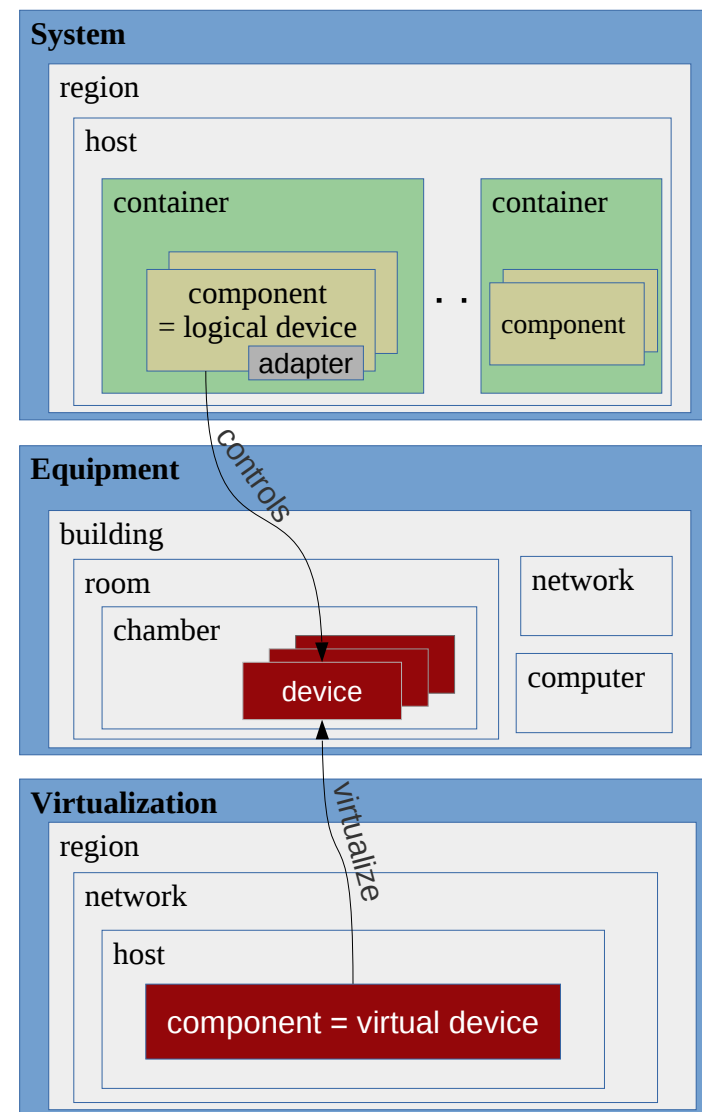 System
region
host
container
container
component
= logical device
adapter
. .
component
controls
Equipment
building
room
network
chamber
computer
device
Virtualization
virtualize
region
network
host
component = virtual device